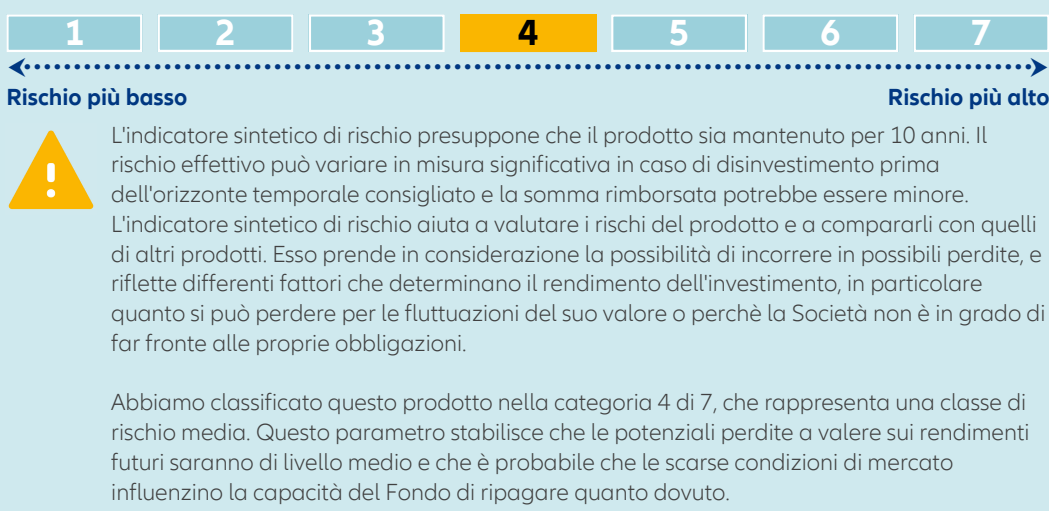 1 2 3 4 5 6 7
Rischio più basso Rischio più alto
L'indicatore sintetico di rischio presuppone che il prodotto sia mantenuto per 10 anni. Il
rischio effettivo può variare in misura significativa in caso di disinvestimento prima
dell'orizzonte temporale consigliato e la somma rimborsata potrebbe essere minore.
L'indicatore sintetico di rischio aiuta a valutare i rischi del prodotto e a compararli con quelli
di altri prodotti. Esso prende in considerazione la possibilità di incorrere in possibili perdite, e
riflette differenti fattori che determinano il rendimento dell'investimento, in particolare
quanto si può perdere per le fluttuazioni del suo valore o perchè la Società non è in grado di
far fronte alle proprie obbligazioni.
Abbiamo classificato questo prodotto nella categoria 4 di 7, che rappresenta una classe di
rischio media. Questo parametro stabilisce che le potenziali perdite a valere sui rendimenti
futuri saranno di livello medio e che è probabile che le scarse condizioni di mercato
influenzino la capacità del Fondo di ripagare quanto dovuto.